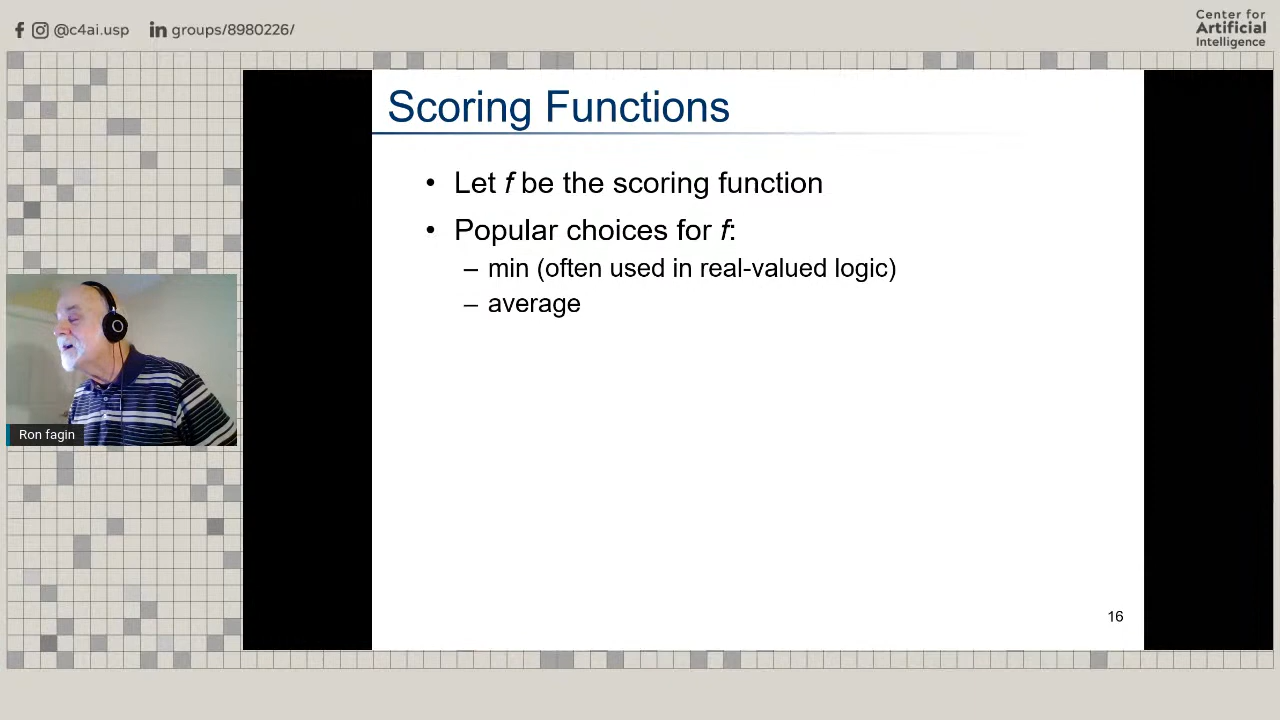 @c4ai.usp in groups/8980226/
Center for
Artificial
Intelligence
Scoring Functions
• Let f be the scoring function
• Popular choices for f:
– min (often used in real-valued logic)
– average
Ron fagin
16